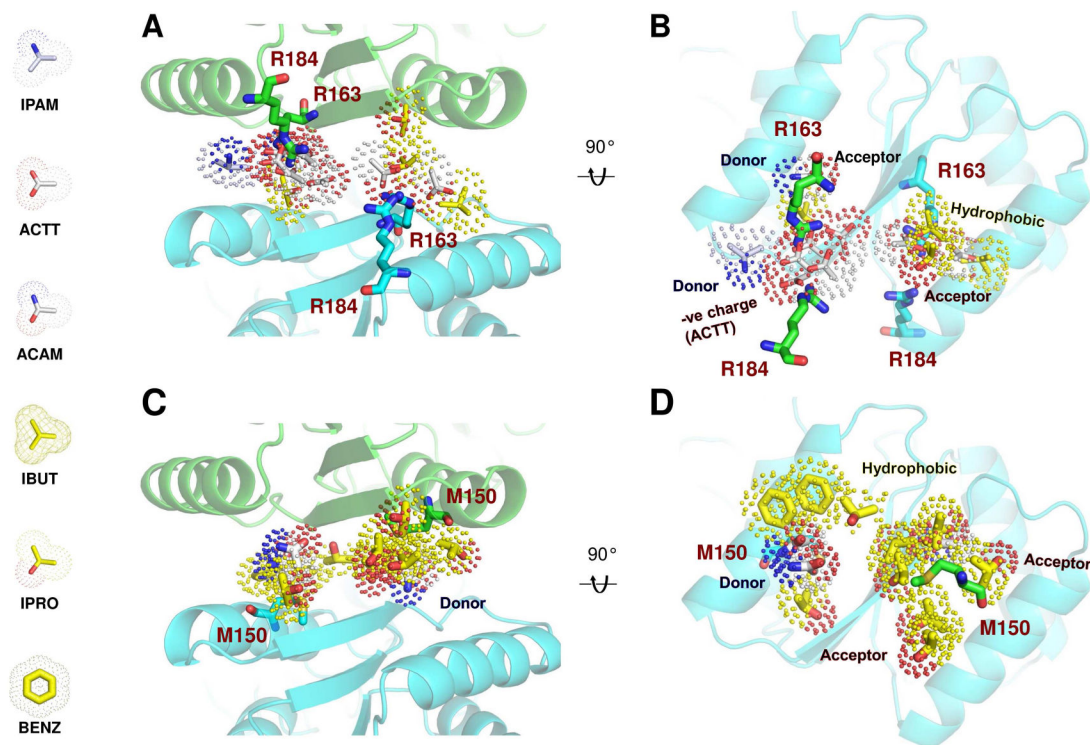 IPAM
ACTT
ACAM
IBUT
IPRO
BENZ
A
R184
R163
R163
R184
90°
B
R163
Donor
Acceptor
R163
Hydrophobic
Donor
Acceptor
-ve charge
(ACTT)
R184
R184
C
M150
M150
Donor
90°
D
Hydrophobic
M150
Donor
Acceptor
M150
Acceptor